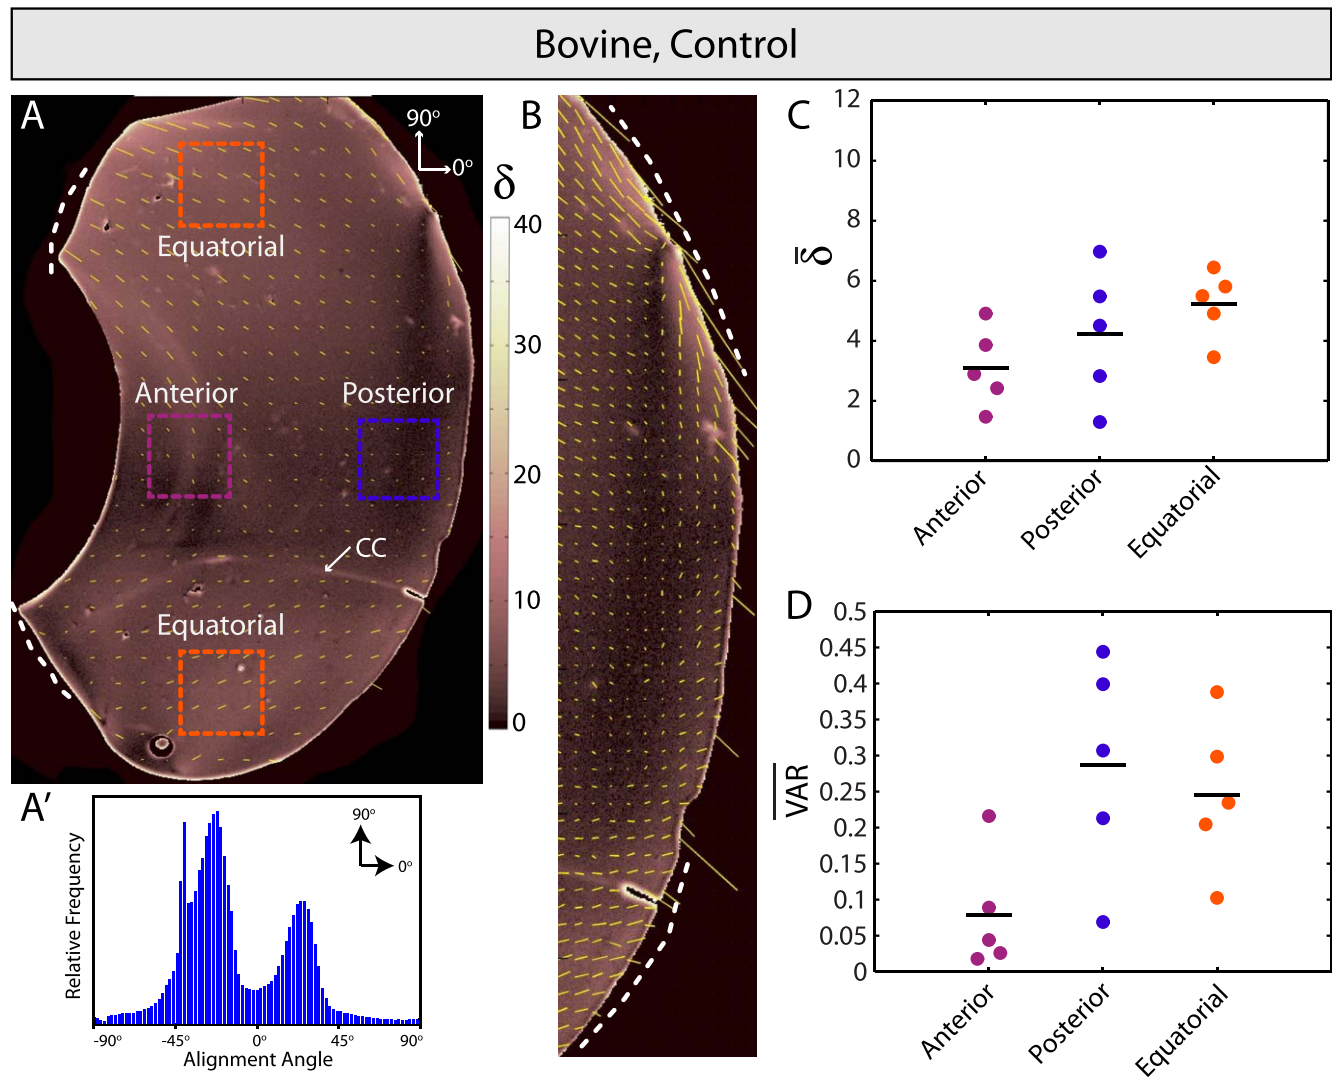 Bovine, Control
A
90°
0°
Equatorial
Anterior
Posterior
CC
Equatorial
δ
40
30
20
10
0
B
C
δ̅
12
10
8
6
4
2
0
Anterior
Posterior
Equatorial
A′
Relative Frequency
90°
0°
-90°
-45°
0°
45°
90°
Alignment Angle
D
VAR
0.5
0.45
0.4
0.35
0.3
0.25
0.2
0.15
0.1
0.05
0
Anterior
Posterior
Equatorial